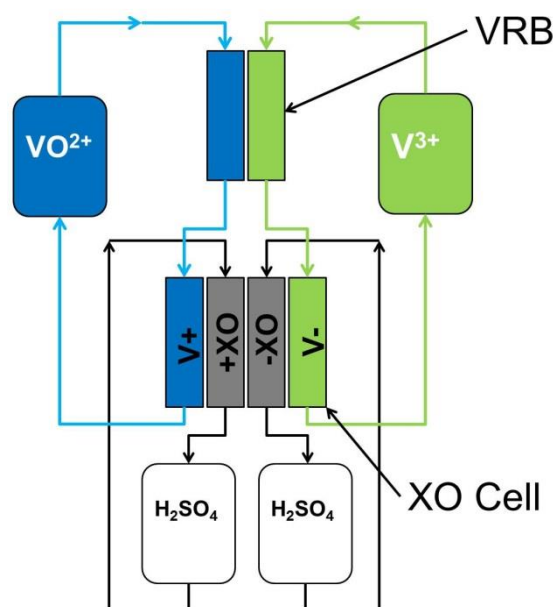 VRB
VO²⁺
V³⁺
V+
+XO
-XO
V-
H₂SO₄
H₂SO₄
XO Cell